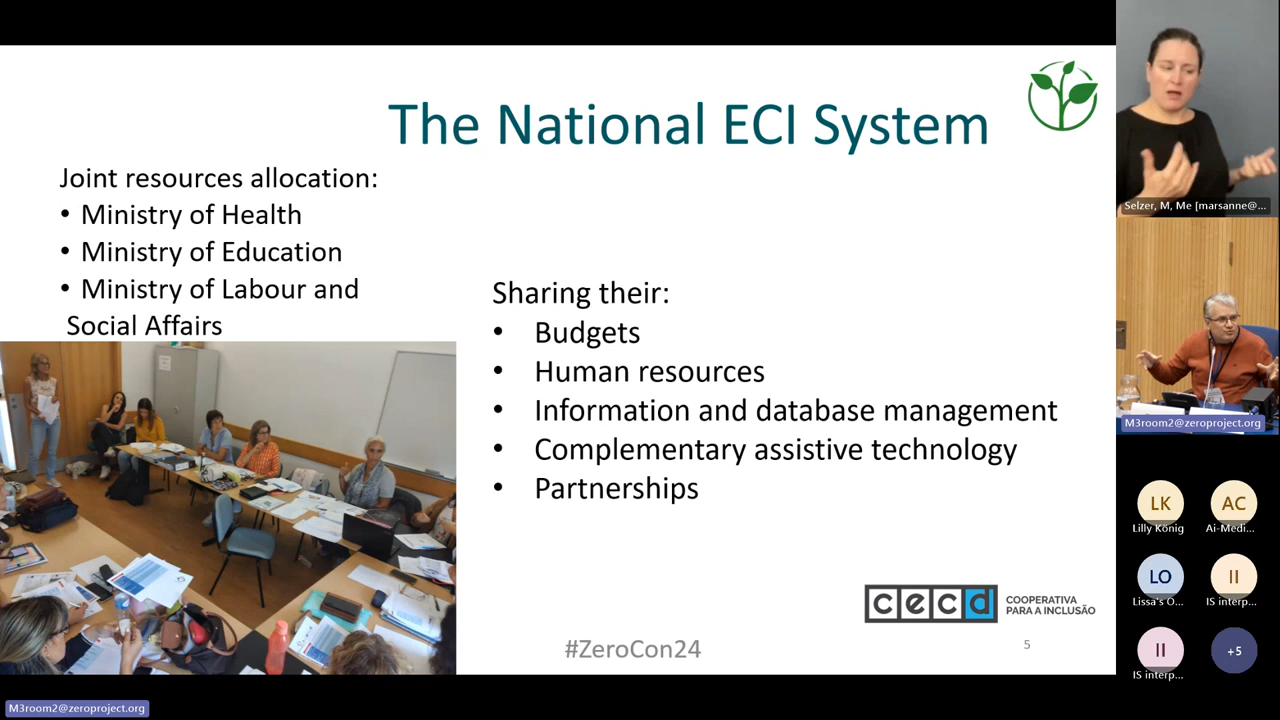 The National ECI System
Joint resources allocation:
• Ministry of Health
• Ministry of Education
• Ministry of Labour and
Social Affairs
Sharing their:
• Budgets
• Human resources
• Information and database management
• Complementary assistive technology
• Partnerships
cecd
COOPERATIVA
PARA A INCLUSÃO
#ZeroCon24
5
Selzer, M, Me [marsanne@...
M3room2@zeroproject.org
LK
Lilly König
AC
Ai-Medi...
LO
Lissa's O...
II
IS interp...
II
IS interp...
+5
M3room2@zeroproject.org